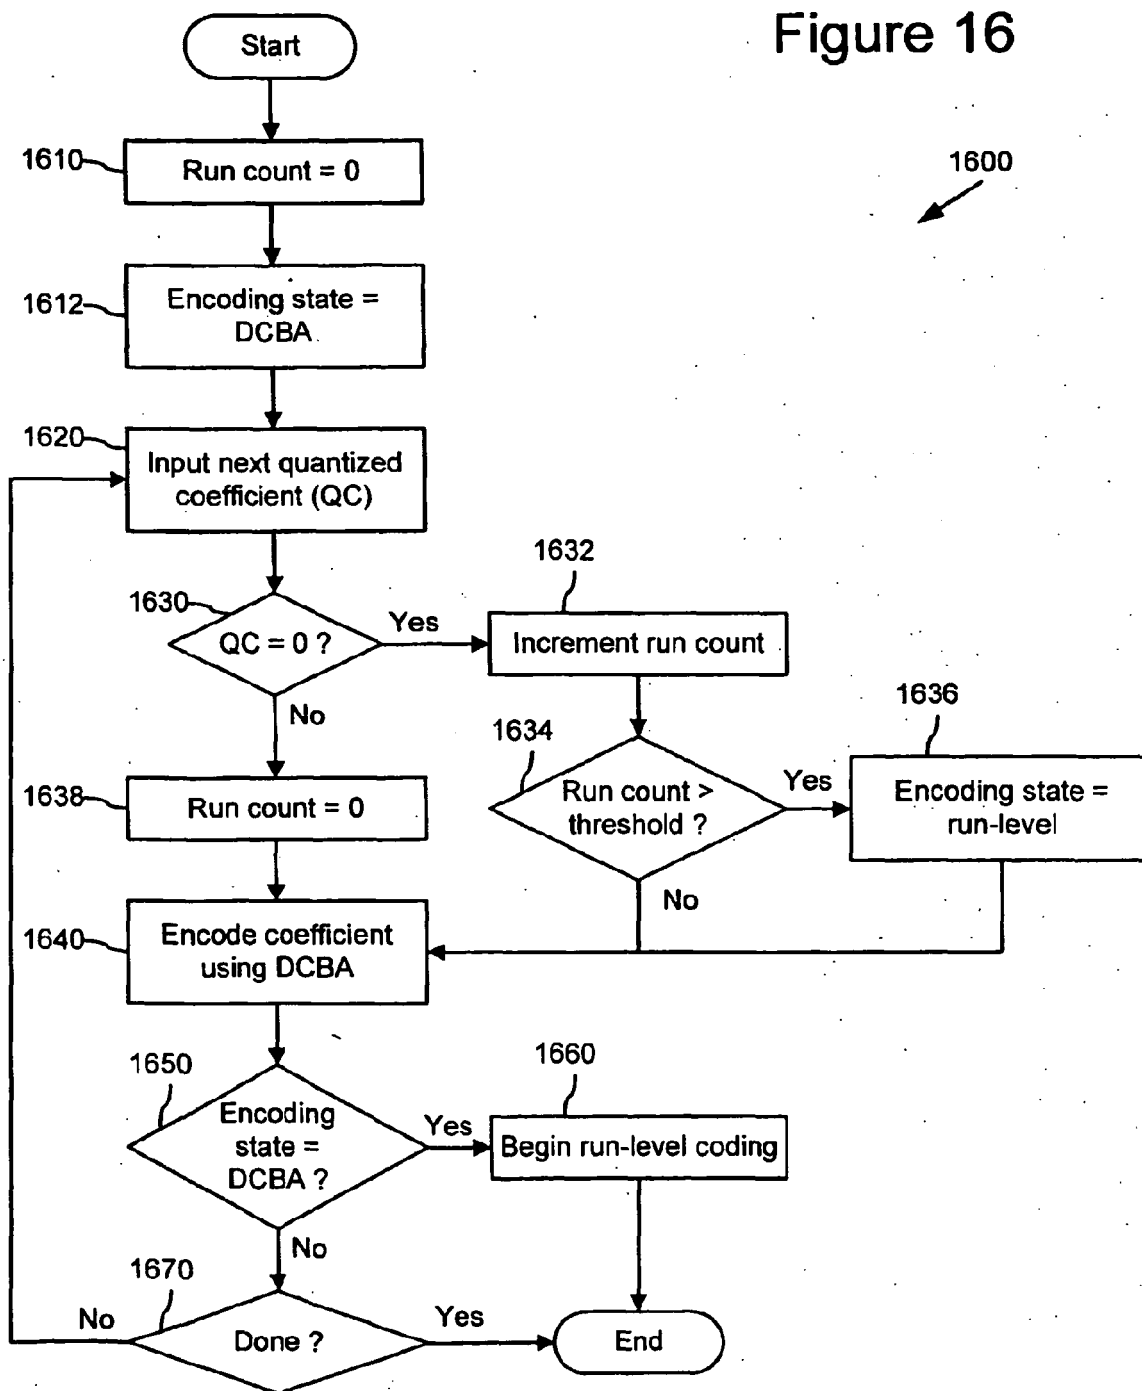 Figure 16
Start
1600
1610
Run count = 0
1612
Encoding state =
DCBA
1620
Input next quantized
coefficient (QC)
1630
QC = 0 ?
Yes
No
1632
Increment run count
1634
Run count >
threshold ?
Yes
No
1636
Encoding state =
run-level
1638
Run count = 0
1640
Encode coefficient
using DCBA
1650
Encoding
state =
DCBA ?
Yes
No
1660
Begin run-level coding
1670
Done ?
No
Yes
End